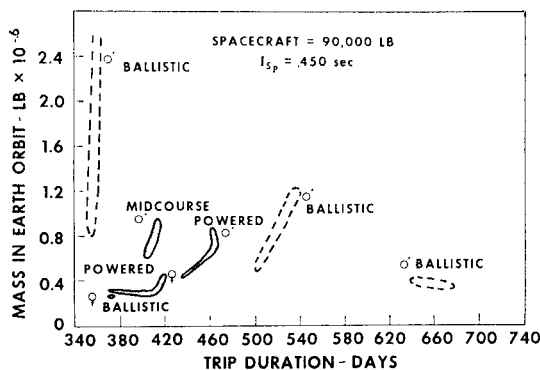 SPACECRAFT = 90,000 LB
I_Sp = 450 sec
MASS IN EARTH ORBIT - LB × 10^-6
2.4
2.0
1.6
1.2
0.8
0.4
0
♂ BALLISTIC
♂ MIDCOURSE
POWERED
♂
♂ BALLISTIC
♂ BALLISTIC
POWERED
♀
♀ BALLISTIC
340 380 420 460 500 540 580 620 660 700 740
TRIP DURATION - DAYS